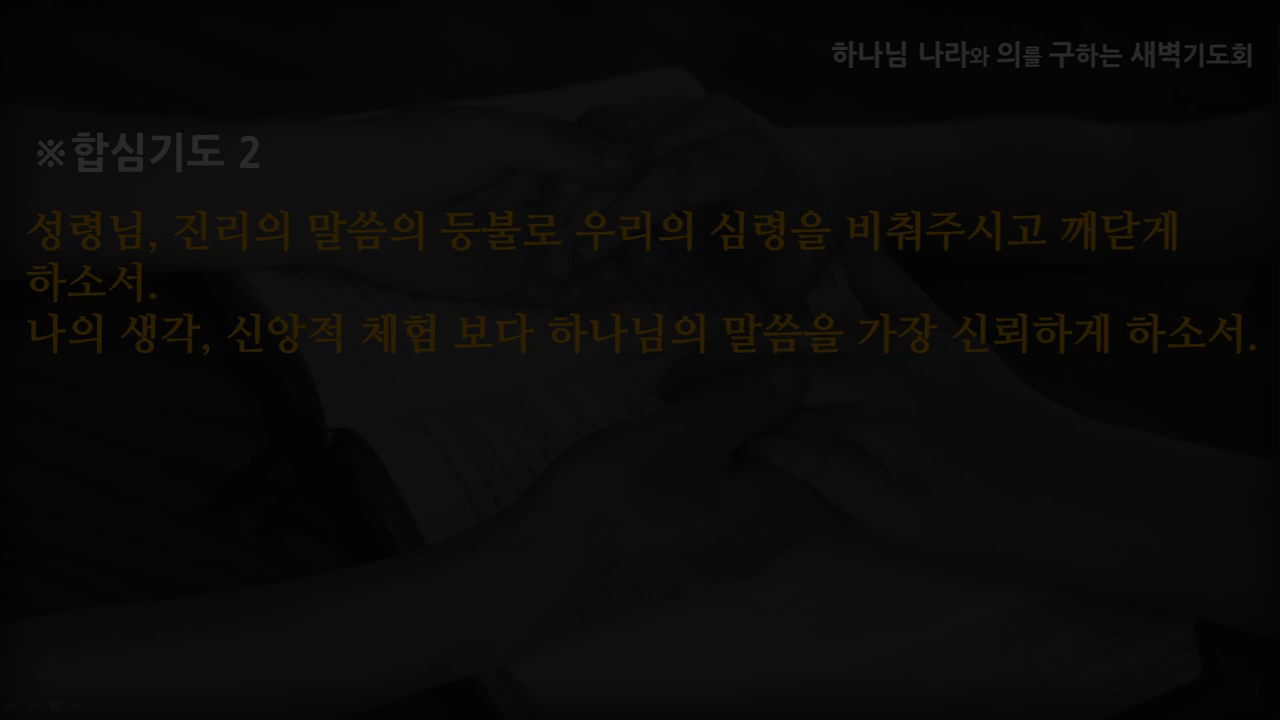 하나님 나라와 의를 구하는 새벽기도회
※합심기도 2
성령님, 진리의 말씀의 등불로 우리의 심령을 비춰주시고 깨닫게
하소서.
나의 생각, 신앙적 체험 보다 하나님의 말씀을 가장 신뢰하게 하소서.